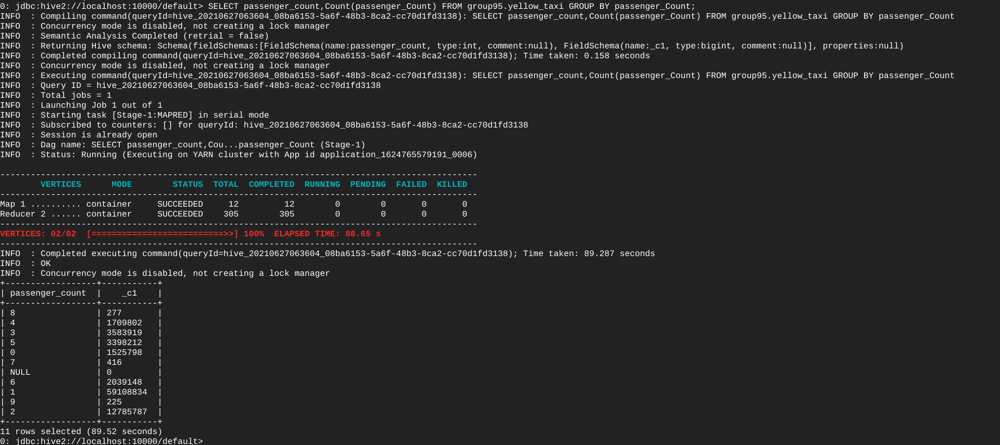 0: jdbc:hive2://localhost:10000/default> SELECT passenger_count,Count(passenger_Count) FROM group95.yellow_taxi GROUP BY passenger_Count;
INFO  : Compiling command(queryId=hive_20210627063604_08ba6153-5a6f-48b3-8ca2-cc70d1fd3138): SELECT passenger_count,Count(passenger_Count) FROM group95.yellow_taxi GROUP BY passenger_Count
INFO  : Concurrency mode is disabled, not creating a lock manager
INFO  : Semantic Analysis Completed (retrial = false)
INFO  : Returning Hive schema: Schema(fieldSchemas:[FieldSchema(name:passenger_count, type:int, comment:null), FieldSchema(name:_c1, type:bigint, comment:null)], properties:null)
INFO  : Completed compiling command(queryId=hive_20210627063604_08ba6153-5a6f-48b3-8ca2-cc70d1fd3138); Time taken: 0.158 seconds
INFO  : Concurrency mode is disabled, not creating a lock manager
INFO  : Executing command(queryId=hive_20210627063604_08ba6153-5a6f-48b3-8ca2-cc70d1fd3138): SELECT passenger_count,Count(passenger_Count) FROM group95.yellow_taxi GROUP BY passenger_Count
INFO  : Query ID = hive_20210627063604_08ba6153-5a6f-48b3-8ca2-cc70d1fd3138
INFO  : Total jobs = 1
INFO  : Launching Job 1 out of 1
INFO  : Starting task [Stage-1:MAPRED] in serial mode
INFO  : Subscribed to counters: [] for queryId: hive_20210627063604_08ba6153-5a6f-48b3-8ca2-cc70d1fd3138
INFO  : Session is already open
INFO  : Dag name: SELECT passenger_count,Cou...passenger_Count (Stage-1)
INFO  : Status: Running (Executing on YARN cluster with App id application_1624765579191_0006)

----------------------------------------------------------------------------------------------
        VERTICES      MODE        STATUS  TOTAL  COMPLETED  RUNNING  PENDING  FAILED  KILLED
----------------------------------------------------------------------------------------------
Map 1 .......... container     SUCCEEDED     12         12        0        0       0       0
Reducer 2 ...... container     SUCCEEDED    305        305        0        0       0       0
----------------------------------------------------------------------------------------------
VERTICES: 02/02  [==========================>>] 100%  ELAPSED TIME: 88.65 s
----------------------------------------------------------------------------------------------
INFO  : Completed executing command(queryId=hive_20210627063604_08ba6153-5a6f-48b3-8ca2-cc70d1fd3138); Time taken: 89.287 seconds
INFO  : OK
INFO  : Concurrency mode is disabled, not creating a lock manager
+------------------+-----------+
| passenger_count  |    _c1    |
+------------------+-----------+
| 8                | 277       |
| 4                | 1709802   |
| 3                | 3583919   |
| 5                | 3398212   |
| 0                | 1525798   |
| 7                | 416       |
| NULL             | 0         |
| 6                | 2039148   |
| 1                | 59108834  |
| 9                | 225       |
| 2                | 12785787  |
+------------------+-----------+
11 rows selected (89.52 seconds)
0: jdbc:hive2://localhost:10000/default>